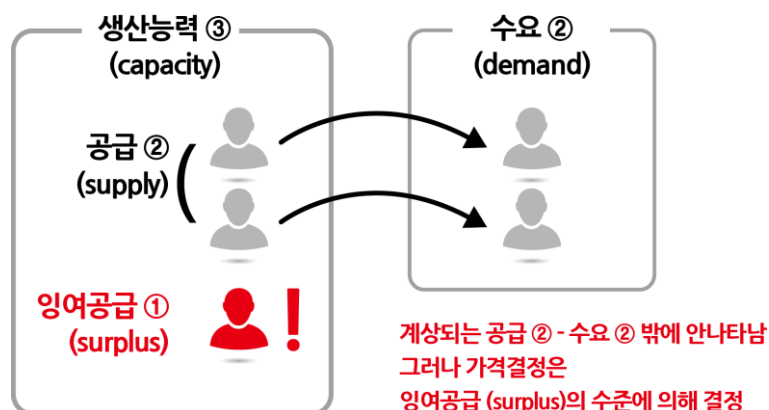 생산능력 ③
(capacity)
수요 ②
(demand)
공급 ②
(supply)
잉여공급 ①
(surplus)
!
계상되는 공급 ② - 수요 ② 밖에 안나타남
그러나 가격결정은
잉여공급 (surplus)의 수준에 의해 결정